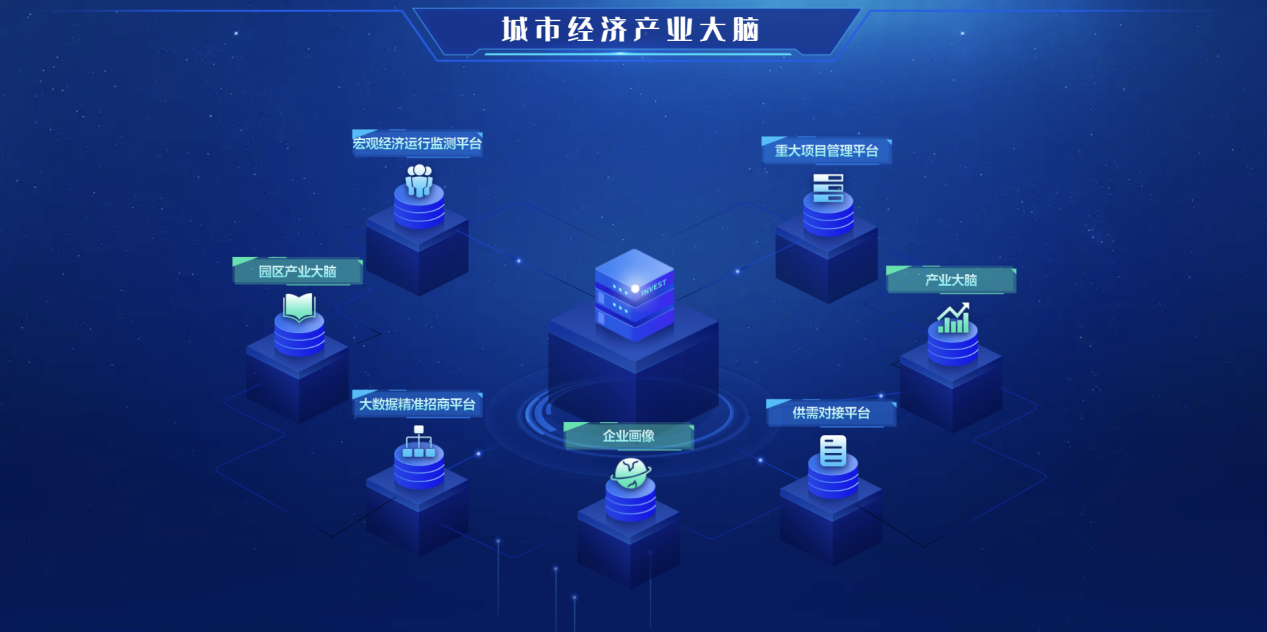 城市经济产业大脑
宏观经济运行监测平台
重大项目管理平台
园区产业大脑
产业大脑
INVEST
大数据精准招商平台
供需对接平台
企业画像